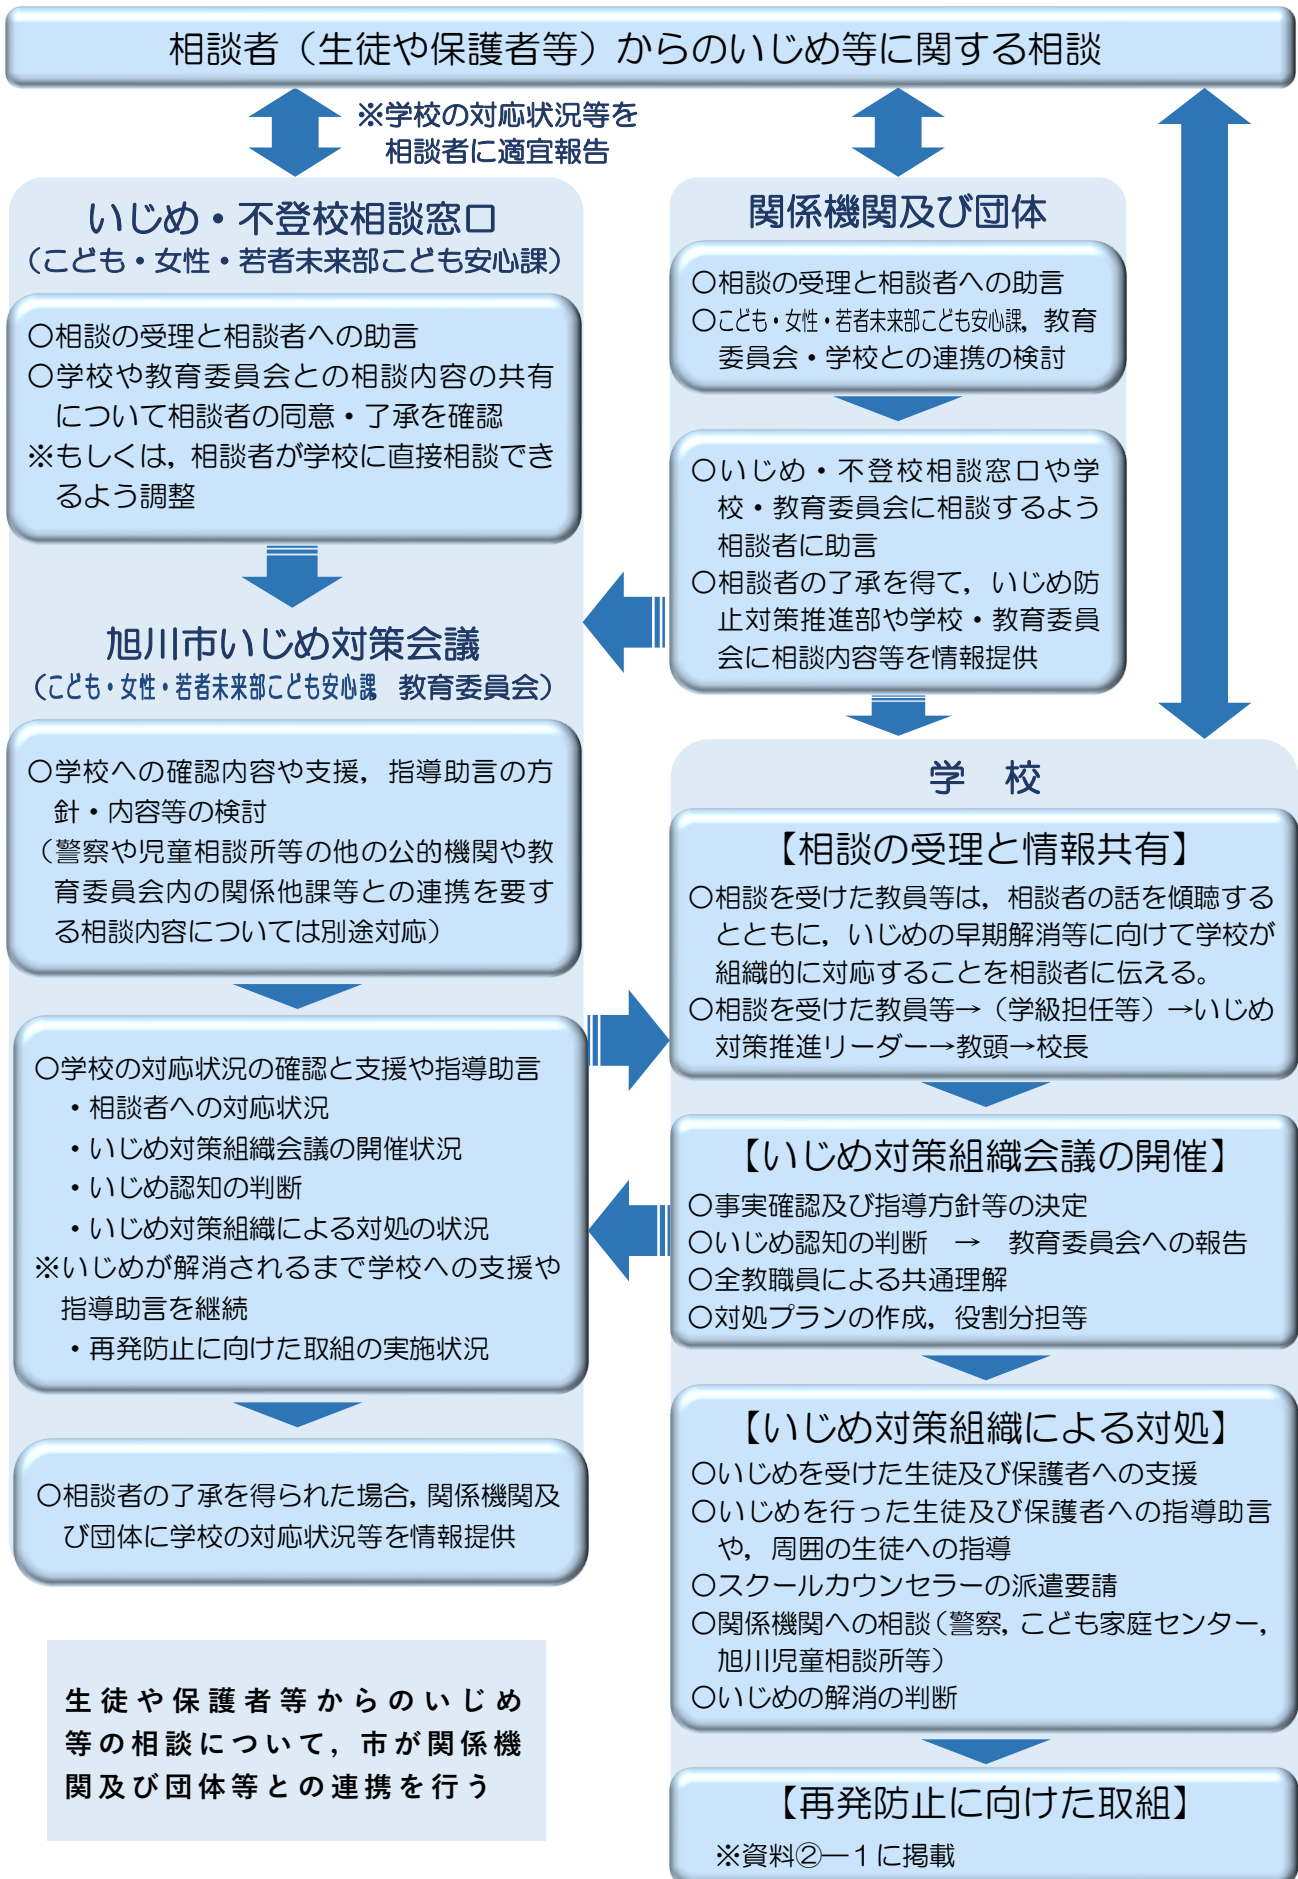 相談者（生徒や保護者等）からのいじめ等に関する相談
※学校の対応状況等を
相談者に適宜報告
いじめ・不登校相談窓口
（こども・女性・若者未来部こども安心課）
〇相談の受理と相談者への助言
〇学校や教育委員会との相談内容の共有
について相談者の同意・了承を確認
※もしくは，相談者が学校に直接相談でき
るよう調整
旭川市いじめ対策会議
（こども・女性・若者未来部こども安心課　教育委員会）
〇学校への確認内容や支援，指導助言の方
針・内容等の検討
（警察や児童相談所等の他の公的機関や教
育委員会内の関係他課等との連携を要す
る相談内容については別途対応）
〇学校の対応状況の確認と支援や指導助言
・相談者への対応状況
・いじめ対策組織会議の開催状況
・いじめ認知の判断
・いじめ対策組織による対処の状況
※いじめが解消されるまで学校への支援や
指導助言を継続
・再発防止に向けた取組の実施状況
〇相談者の了承を得られた場合，関係機関及
び団体に学校の対応状況等を情報提供
生徒や保護者等からのいじめ
等の相談について，市が関係機
関及び団体等との連携を行う
関係機関及び団体
〇相談の受理と相談者への助言
〇こども・女性・若者未来部こども安心課，教育
委員会・学校との連携の検討
〇いじめ・不登校相談窓口や学
校・教育委員会に相談するよう
相談者に助言
〇相談者の了承を得て，いじめ防
止対策推進部や学校・教育委員
会に相談内容等を情報提供
学　校
【相談の受理と情報共有】
〇相談を受けた教員等は，相談者の話を傾聴する
とともに，いじめの早期解消等に向けて学校が
組織的に対応することを相談者に伝える。
〇相談を受けた教員等→（学級担任等）→いじめ
対策推進リーダー→教頭→校長
【いじめ対策組織会議の開催】
〇事実確認及び指導方針等の決定
〇いじめ認知の判断　→　教育委員会への報告
〇全教職員による共通理解
〇対処プランの作成，役割分担等
【いじめ対策組織による対処】
〇いじめを受けた生徒及び保護者への支援
〇いじめを行った生徒及び保護者への指導助言
や，周囲の生徒への指導
〇スクールカウンセラーの派遣要請
〇関係機関への相談（警察，こども家庭センター，
旭川児童相談所等）
〇いじめの解消の判断
【再発防止に向けた取組】
※資料②―１に掲載